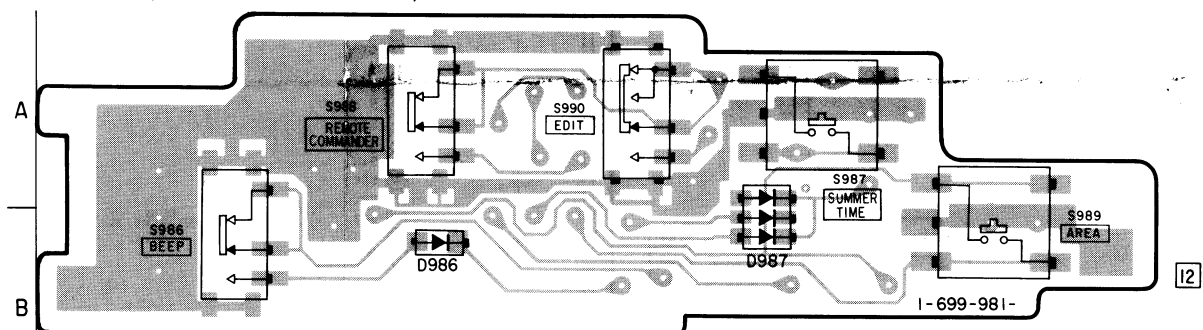 A
B
S988
REMOTE
COMMANDER
S990
EDIT
S987
SUMMER
TIME
S986
BEEP
S989
AREA
D986
D987
1-699-981-
12